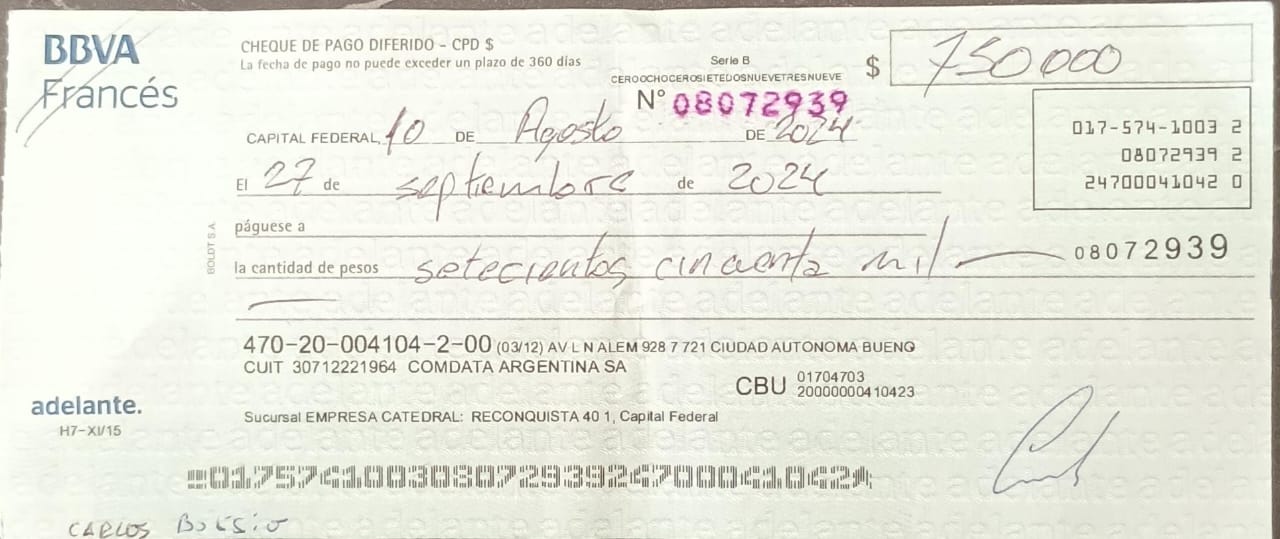 BBVA
Francés
CHEQUE DE PAGO DIFERIDO - CPD $
La fecha de pago no puede exceder un plazo de 360 días
Serie B
CEROOCHOCEROSIETEDOSNUEVETRESNUEVE
N° 08072939
$ 750000
CAPITAL FEDERAL, 10 DE Agosto DE 2024
017-574-1003 2
08072939 2
24700041042 0
El 27 de septiembre de 2024
páguese a
BOLDT S.A
la cantidad de pesos setecientos cincuenta mil
08072939
470-20-004104-2-00 (03/12) AV L N ALEM 928 7 721 CIUDAD AUTONOMA BUENO
CUIT 30712221964 COMDATA ARGENTINA SA
CBU 01704703
20000000410423
Sucursal EMPRESA CATEDRAL: RECONQUISTA 40 1, Capital Federal
adelante.
H7-XI/15
01757410030807293924700041042
CARLOS